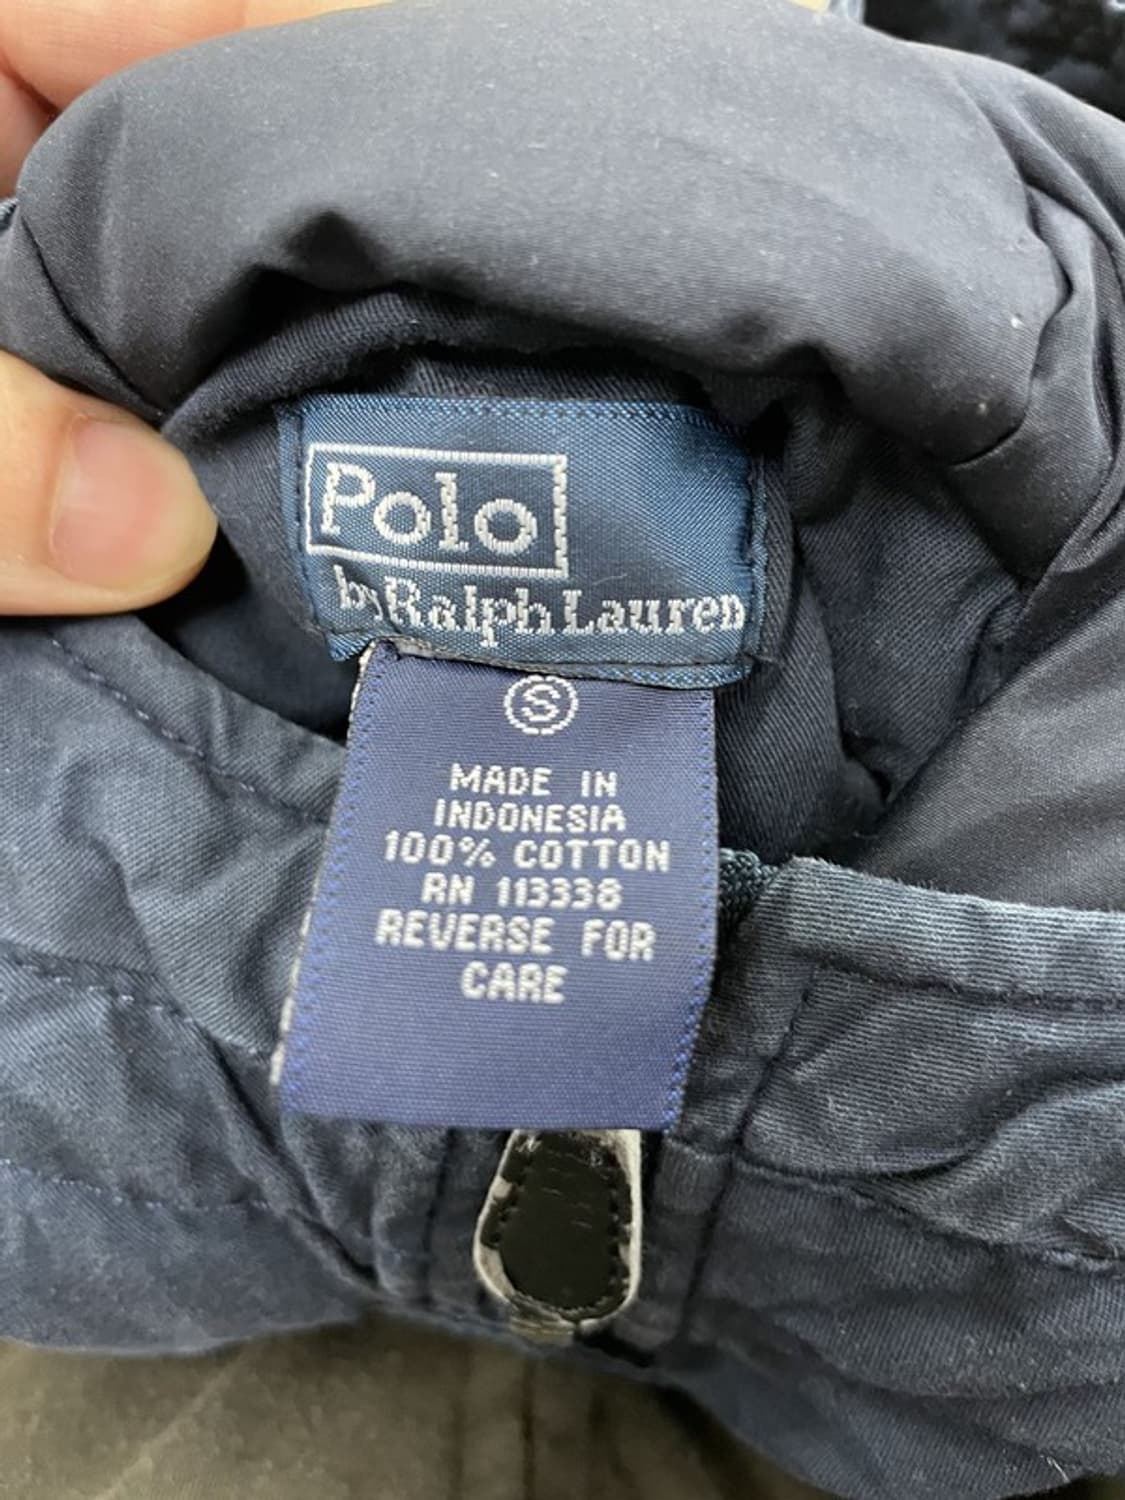 Polo
by Ralph Lauren
S
MADE IN
INDONESIA
100% COTTON
RN 113338
REVERSE FOR
CARE